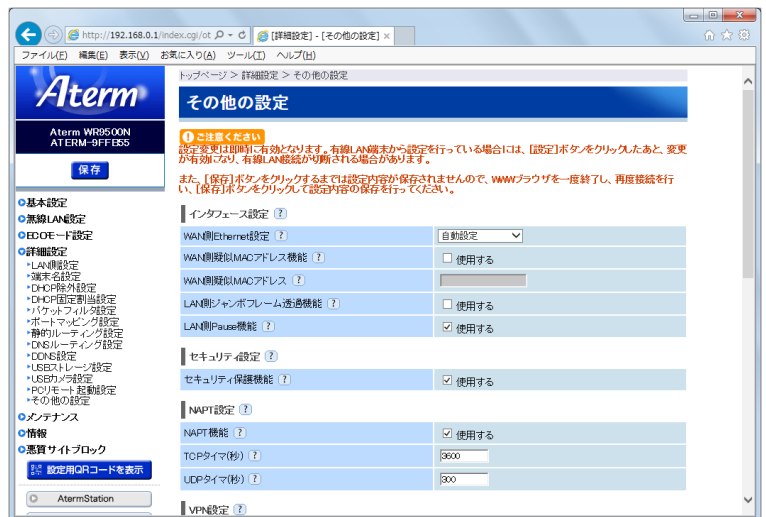 http://192.168.0.1/index.cgi/ot
[詳細設定] - [その他の設定]
ファイル(F) 編集(E) 表示(V) お気に入り(A) ツール(T) ヘルプ(H)
Aterm
Aterm WR9500N
ATERM-9FFB55
保存
基本設定
無線LAN設定
ECOモード設定
詳細設定
LAN側設定
端末名設定
DHCP除外設定
DHCP固定割当設定
パケットフィルタ設定
ポートマッピング設定
静的ルーティング設定
DNSルーティング設定
DDNS設定
USBストレージ設定
USBカメラ設定
PCリモート起動設定
その他の設定
メンテナンス
情報
悪質サイトブロック
設定用QRコードを表示
AtermStation
トップページ > 詳細設定 > その他の設定
その他の設定
ご注意ください
設定変更は即時に有効となります。有線LAN端末から設定を行っている場合には、[設定]ボタンをクリックしたあと、変更
が有効になり、有線LAN接続が切断される場合があります。
また、[保存]ボタンをクリックするまでは設定内容が保存されませんので、WWWブラウザを一度終了し、再度接続を行
い、[保存]ボタンをクリックして設定内容の保存を行ってください。
インタフェース設定 ?
WAN側Ethernet設定 ? 自動設定
WAN側疑似MACアドレス機能 ? 使用する
WAN側疑似MACアドレス ?
LAN側ジャンボフレーム透過機能 ? 使用する
LAN側Pause機能 ? 使用する
セキュリティ設定 ?
セキュリティ保護機能 ? 使用する
NAPT設定 ?
NAPT機能 ? 使用する
TCPタイマ(秒) ? 3600
UDPタイマ(秒) ? 300
VPN設定 ?